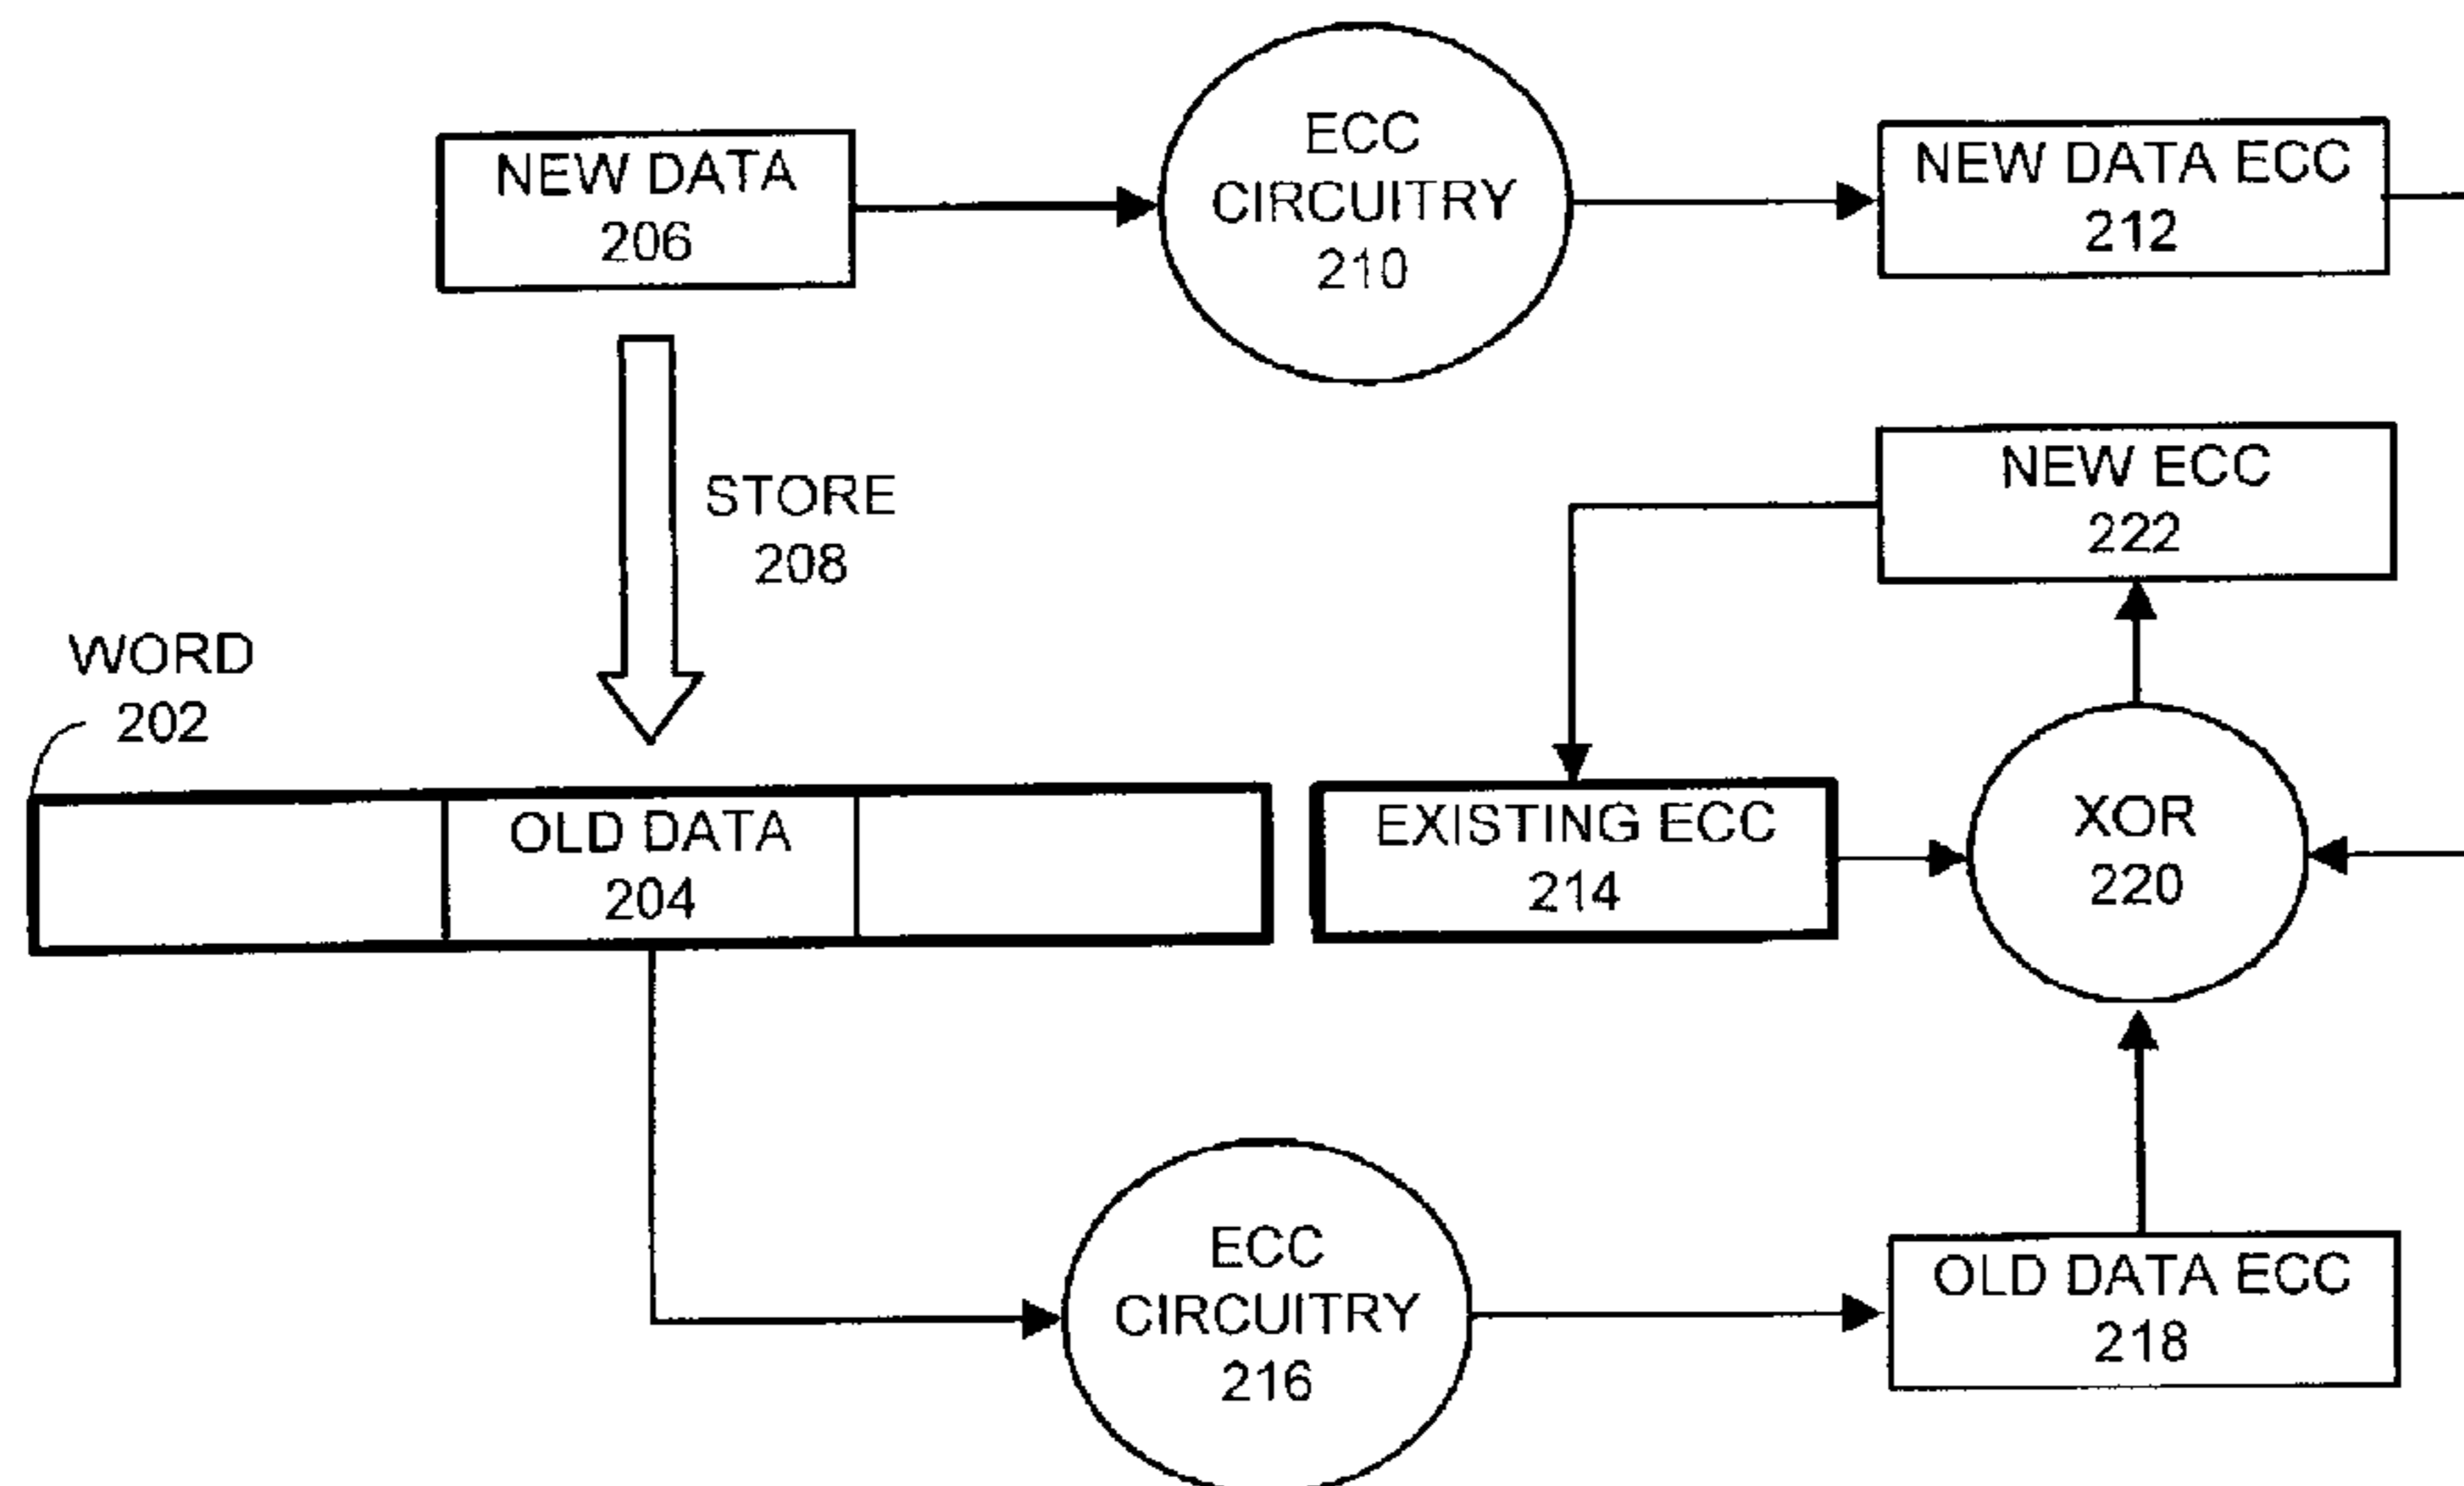 NEW DATA
206
ECC
CIRCUITRY
210
NEW DATA ECC
212
STORE
208
NEW ECC
222
WORD
202
OLD DATA
204
EXISTING ECC
214
XOR
220
ECC
CIRCUITRY
216
OLD DATA ECC
218